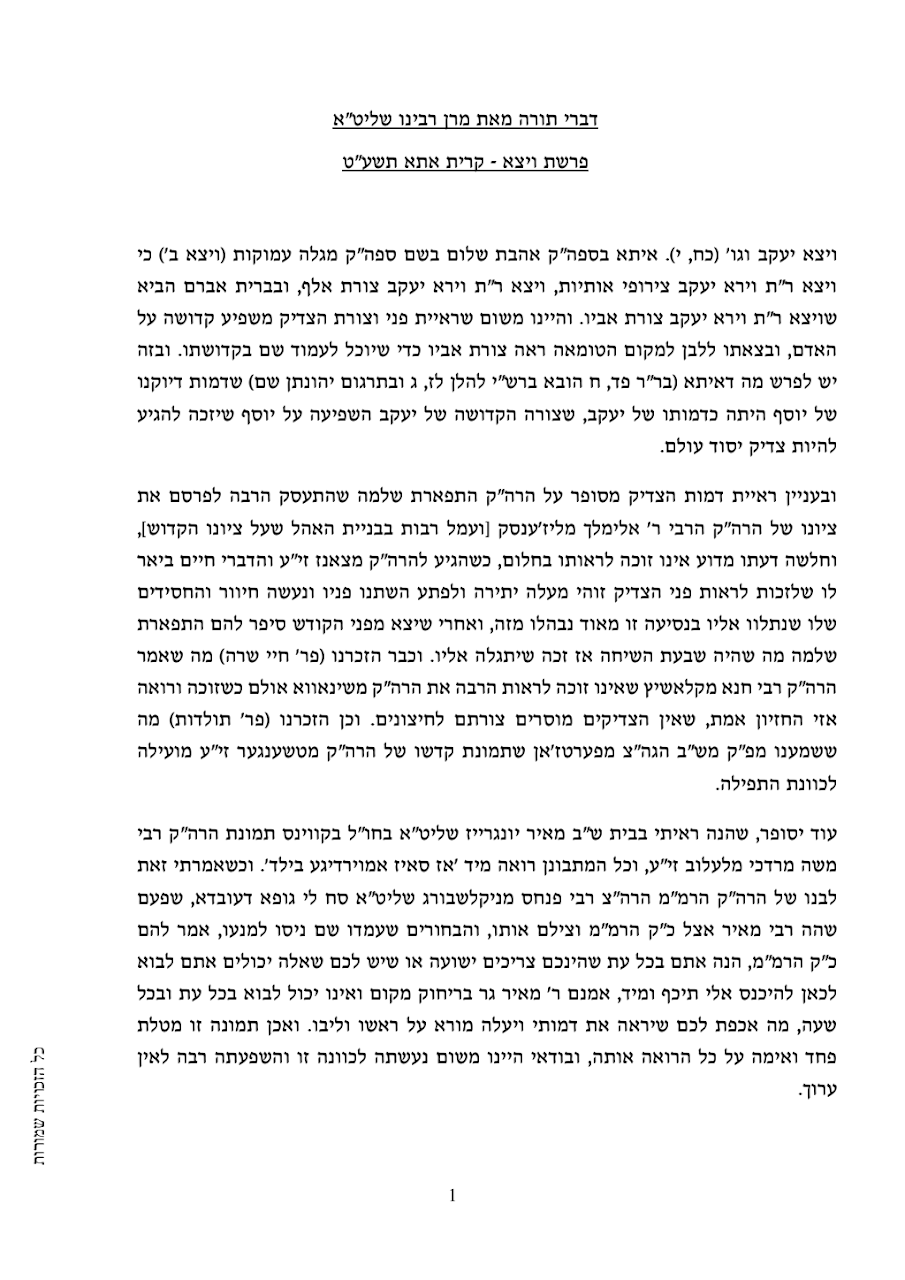 דברי תורה מאת מרן רבינו שליט"א
פרשת ויצא - קרית אתא תשע"ט
ויצא יעקב וגו' (כח, י). איתא בספה"ק אהבת שלום בשם ספה"ק מגלה עמוקות (ויצא ב') כי
ויצא ר"ת וירא יעקב צירופי אותיות, ויצא ר"ת וירא יעקב צורת אלף, ובברית אברם הביא
שויצא ר"ת וירא יעקב צורת אביו. והיינו משום שראיית פני וצורת הצדיק משפיע קדושה על
האדם, ובצאתו ללבן למקום הטומאה ראה צורת אביו כדי שיוכל לעמוד שם בקדושתו. ובזה
יש לפרש מה דאיתא (בר"ר פד, ח הובא ברש"י להלן לז, ג ובתרגום יהונתן שם) שדמות דיוקנו
של יוסף היתה כדמותו של יעקב, שצורה הקדושה של יעקב השפיעה על יוסף שיזכה להגיע
להיות צדיק יסוד עולם.
ובעניין ראיית דמות הצדיק מסופר על הרה"ק התפארת שלמה שהתעסק הרבה לפרסם את
ציונו של הרה"ק הרבי ר' אלימלך מליז'ענסק [ועמל רבות בבניית האהל שעל ציונו הקדוש],
וחלשה דעתו מדוע אינו זוכה לראותו בחלום, כשהגיע להרה"ק מצאנז זי"ע והדברי חיים ביאר
לו שלזכות לראות פני הצדיק זוהי מעלה יתירה ולפתע השתנו פניו ונעשה חיוור והחסידים
שלו שנתלוו אליו בנסיעה זו מאוד נבהלו מזה, ואחרי שיצא מפני הקודש סיפר להם התפארת
שלמה מה שהיה שבעת השיחה אז זכה שיתגלה אליו. וכבר הזכרנו (פר' חיי שרה) מה שאמר
הרה"ק רבי חנא מקלאשיץ שאינו זוכה לראות הרבה את הרה"ק משינאווא אולם כשזוכה ורואה
אזי החזיון אמת, שאין הצדיקים מוסרים צורתם לחיצונים. וכן הזכרנו (פר' תולדות) מה
ששמענו מפ"ק מש"ב הגה"צ מפערטז'אן שתמונת קדשו של הרה"ק מטשענגער זי"ע מועילה
לכוונת התפילה.
עוד יסופר, שהנה ראיתי בבית ש"ב מאיר יונגרייז שליט"א בחו"ל בקווינס תמונת הרה"ק רבי
משה מרדכי מלעלוב זי"ע, וכל המתבונן רואה מיד 'אז סאיז אמוירדיגע בילד'. וכשאמרתי זאת
לבנו של הרה"ק הרמ"מ הרה"צ רבי פנחס מניקלשבורג שליט"א סח לי גופא דעובדא, שפעם
שהה רבי מאיר אצל כ"ק הרמ"מ וצילם אותו, והבחורים שעמדו שם ניסו למנעו, אמר להם
כ"ק הרמ"מ, הנה אתם בכל עת שהינכם צריכים ישועה או שיש לכם שאלה יכולים אתם לבוא
לכאן להיכנס אלי תיכף ומיד, אמנם ר' מאיר גר בריחוק מקום ואינו יכול לבוא בכל עת ובכל
שעה, מה אכפת לכם שיראה את דמותי ויעלה מורא על ראשו וליבו. ואכן תמונה זו מטלת
פחד ואימה על כל הרואה אותה, ובודאי היינו משום נעשתה לכוונה זו והשפעתה רבה לאין
ערוך.
כל הזכויות שמורות
1